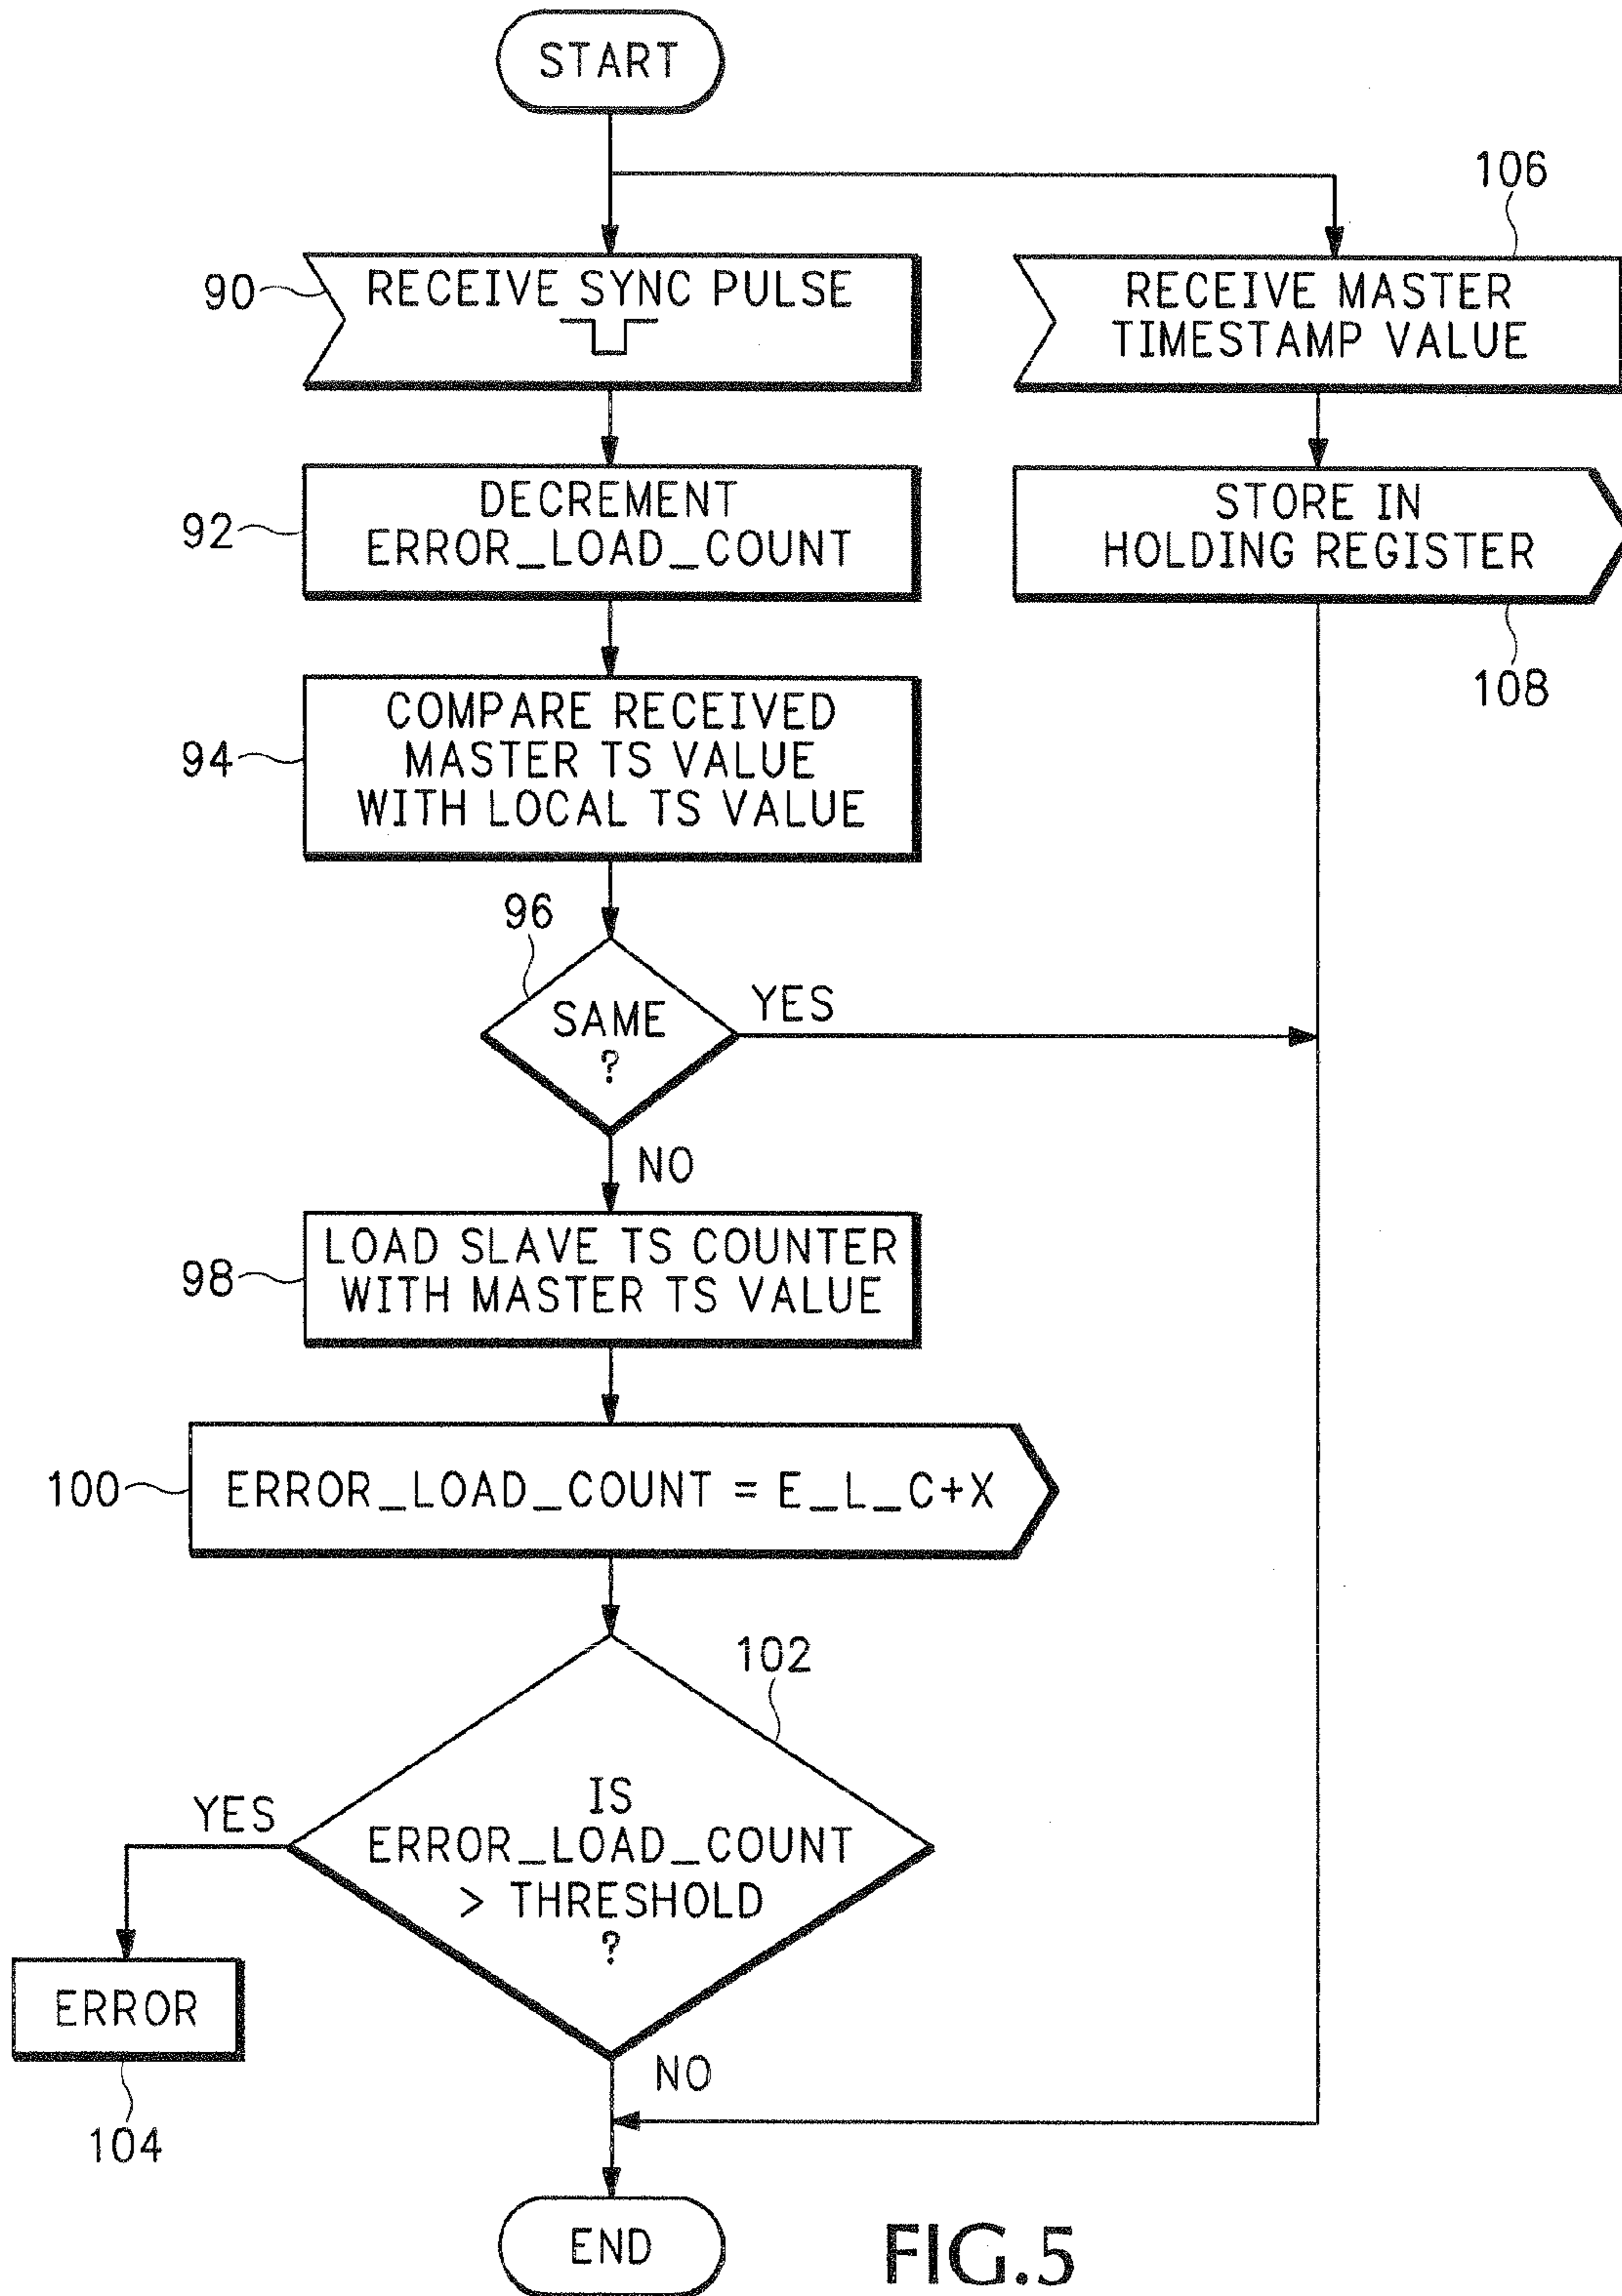 START
106
90
RECEIVE SYNC PULSE
RECEIVE MASTER
TIMESTAMP VALUE
92
DECREMENT
ERROR_LOAD_COUNT
STORE IN
HOLDING REGISTER
108
94
COMPARE RECEIVED
MASTER TS VALUE
WITH LOCAL TS VALUE
96
SAME
?
YES
NO
98
LOAD SLAVE TS COUNTER
WITH MASTER TS VALUE
100
ERROR_LOAD_COUNT = E_L_C+X
102
IS
ERROR_LOAD_COUNT
> THRESHOLD
?
YES
ERROR
104
NO
END
FIG.5